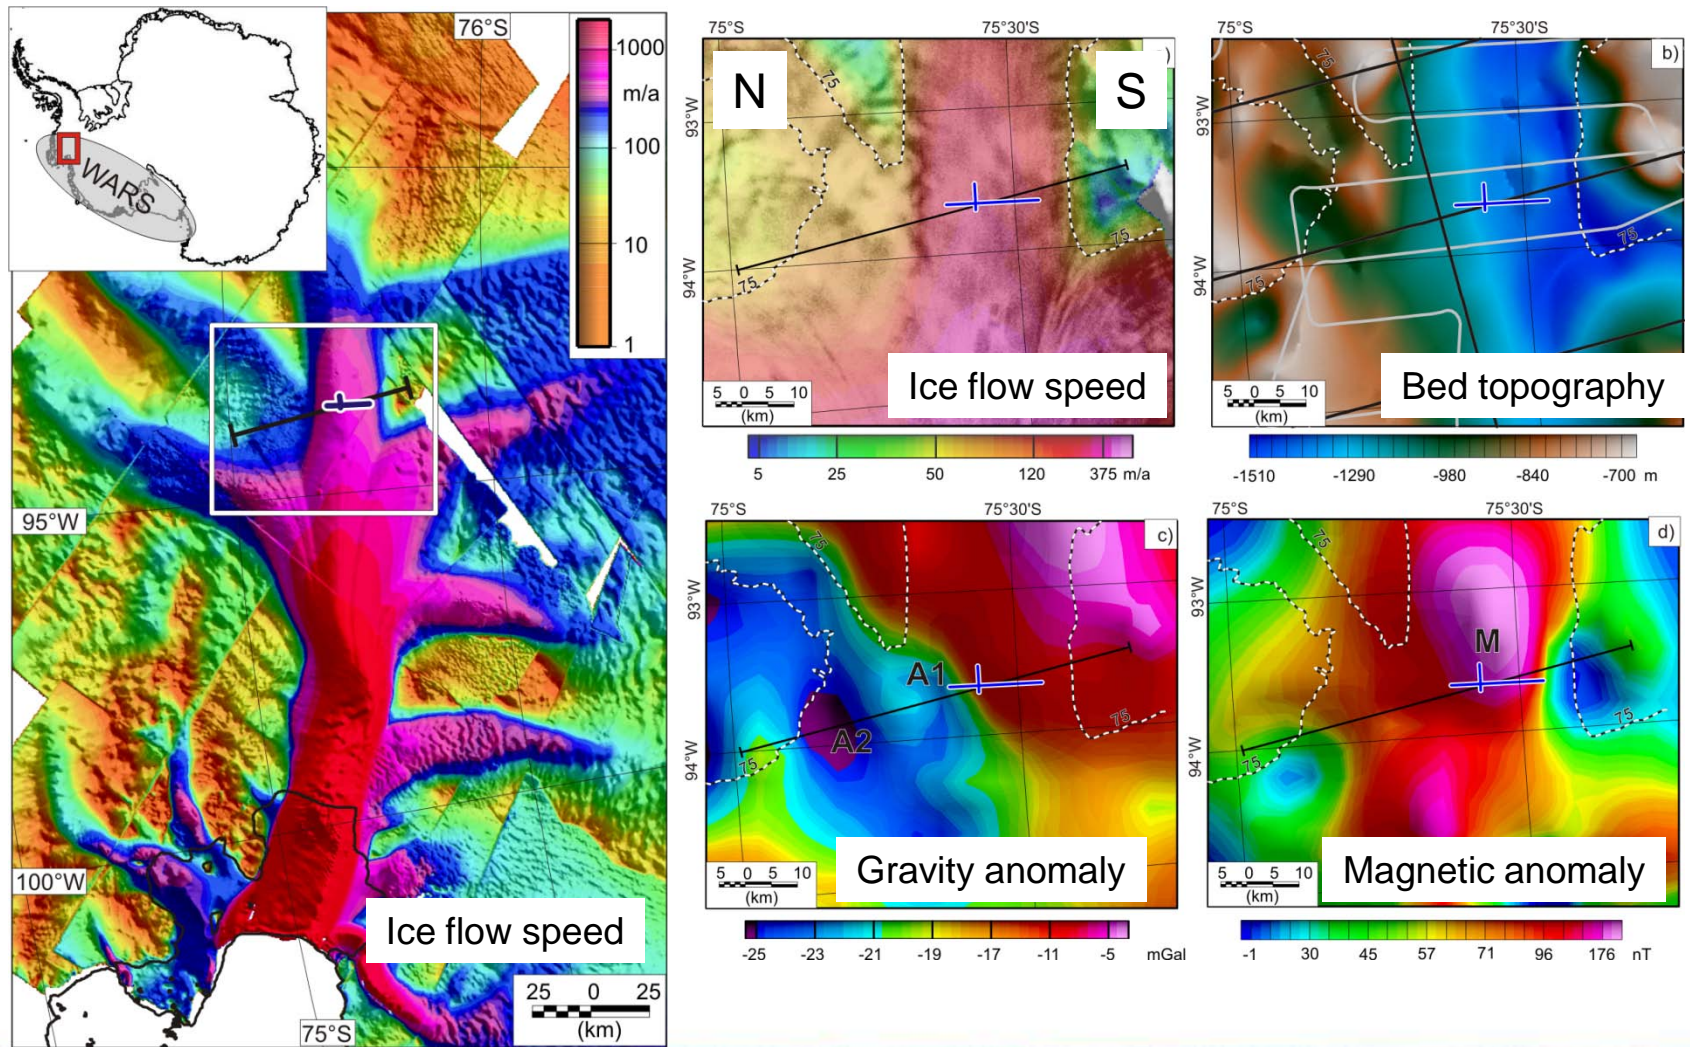 WARS
76°S
1000
m/a
100
10
1
95°W
100°W
75°S
Ice flow speed
25 0 25
(km)
75°S 75°30'S
N
S
)
93°W
94°W
75
75
75
5 0 5 10
(km)
Ice flow speed
5 25 50 120 375 m/a
75°S 75°30'S
b)
93°W
94°W
75
75
75
5 0 5 10
(km)
Bed topography
-1510 -1290 -980 -840 -700 m
75°S 75°30'S
c)
93°W
94°W
75
75
75
A1
A2
5 0 5 10
(km)
Gravity anomaly
-25 -23 -21 -19 -17 -11 -5 mGal
75°S 75°30'S
d)
93°W
94°W
75
75
75
M
5 0 5 10
(km)
Magnetic anomaly
-1 30 45 57 71 96 176 nT